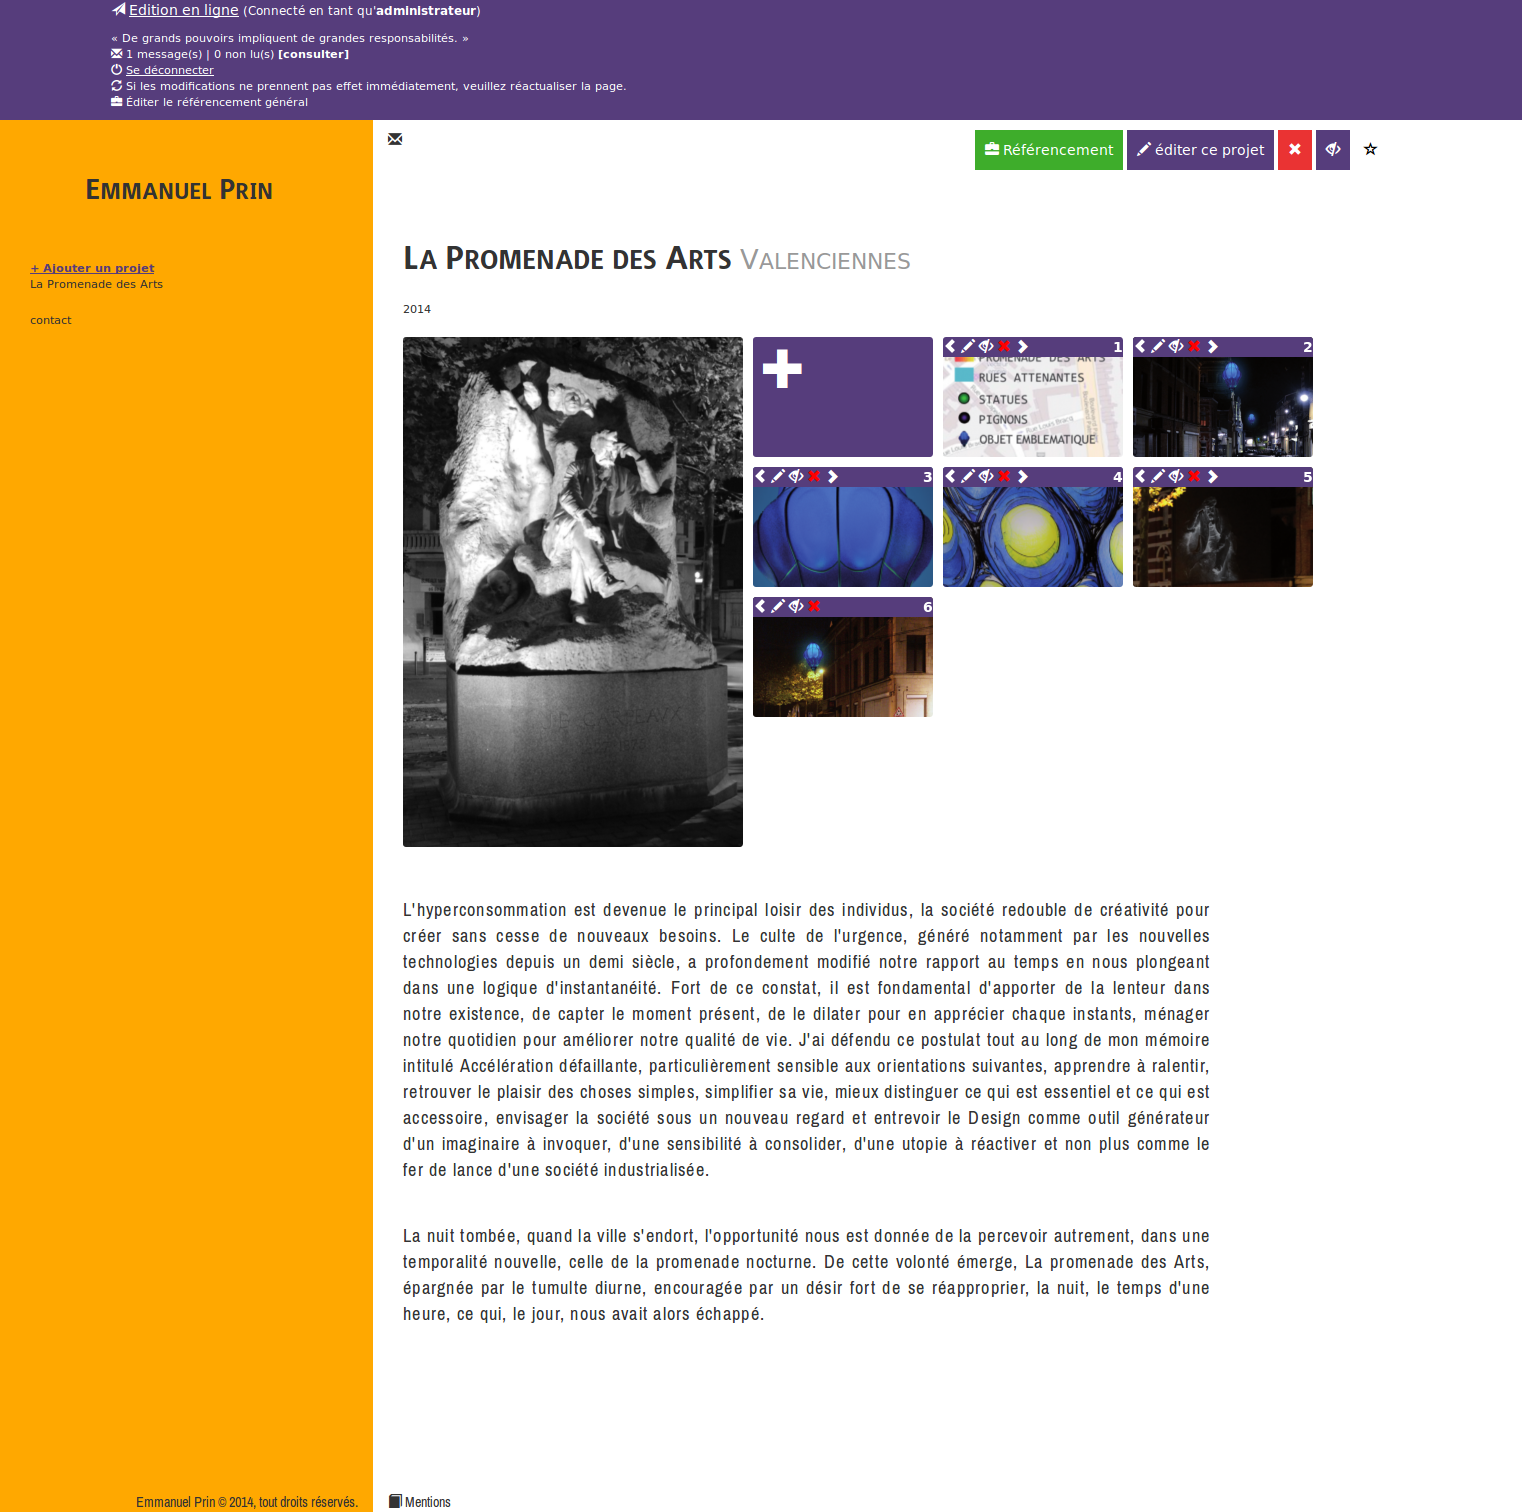 Edition en ligne (Connecté en tant qu'administrateur)
« De grands pouvoirs impliquent de grandes responsabilités. »
1 message(s) | 0 non lu(s) [consulter]
Se déconnecter
Si les modifications ne prennent pas effet immédiatement, veuillez réactualiser la page.
Éditer le référencement général
Référencement
éditer ce projet
Emmanuel Prin
+ Ajouter un projet
La Promenade des Arts
contact
La Promenade des Arts Valenciennes
2014
1
PROMENADE DES ARTS
RUES ATTENANTES
STATUES
PIGNONS
OBJET EMBLEMATIQUE
2
3
4
5
6
L'hyperconsommation est devenue le principal loisir des individus, la société redouble de créativité pour
créer sans cesse de nouveaux besoins. Le culte de l'urgence, généré notamment par les nouvelles
technologies depuis un demi siècle, a profondement modifié notre rapport au temps en nous plongeant
dans une logique d'instantanéité. Fort de ce constat, il est fondamental d'apporter de la lenteur dans
notre existence, de capter le moment présent, de le dilater pour en apprécier chaque instants, ménager
notre quotidien pour améliorer notre qualité de vie. J'ai défendu ce postulat tout au long de mon mémoire
intitulé Accélération défaillante, particulièrement sensible aux orientations suivantes, apprendre à ralentir,
retrouver le plaisir des choses simples, simplifier sa vie, mieux distinguer ce qui est essentiel et ce qui est
accessoire, envisager la société sous un nouveau regard et entrevoir le Design comme outil générateur
d'un imaginaire à invoquer, d'une sensibilité à consolider, d'une utopie à réactiver et non plus comme le
fer de lance d'une société industrialisée.
La nuit tombée, quand la ville s'endort, l'opportunité nous est donnée de la percevoir autrement, dans une
temporalité nouvelle, celle de la promenade nocturne. De cette volonté émerge, La promenade des Arts,
épargnée par le tumulte diurne, encouragée par un désir fort de se réapproprier, la nuit, le temps d'une
heure, ce qui, le jour, nous avait alors échappé.
Emmanuel Prin © 2014, tout droits réservés.
Mentions